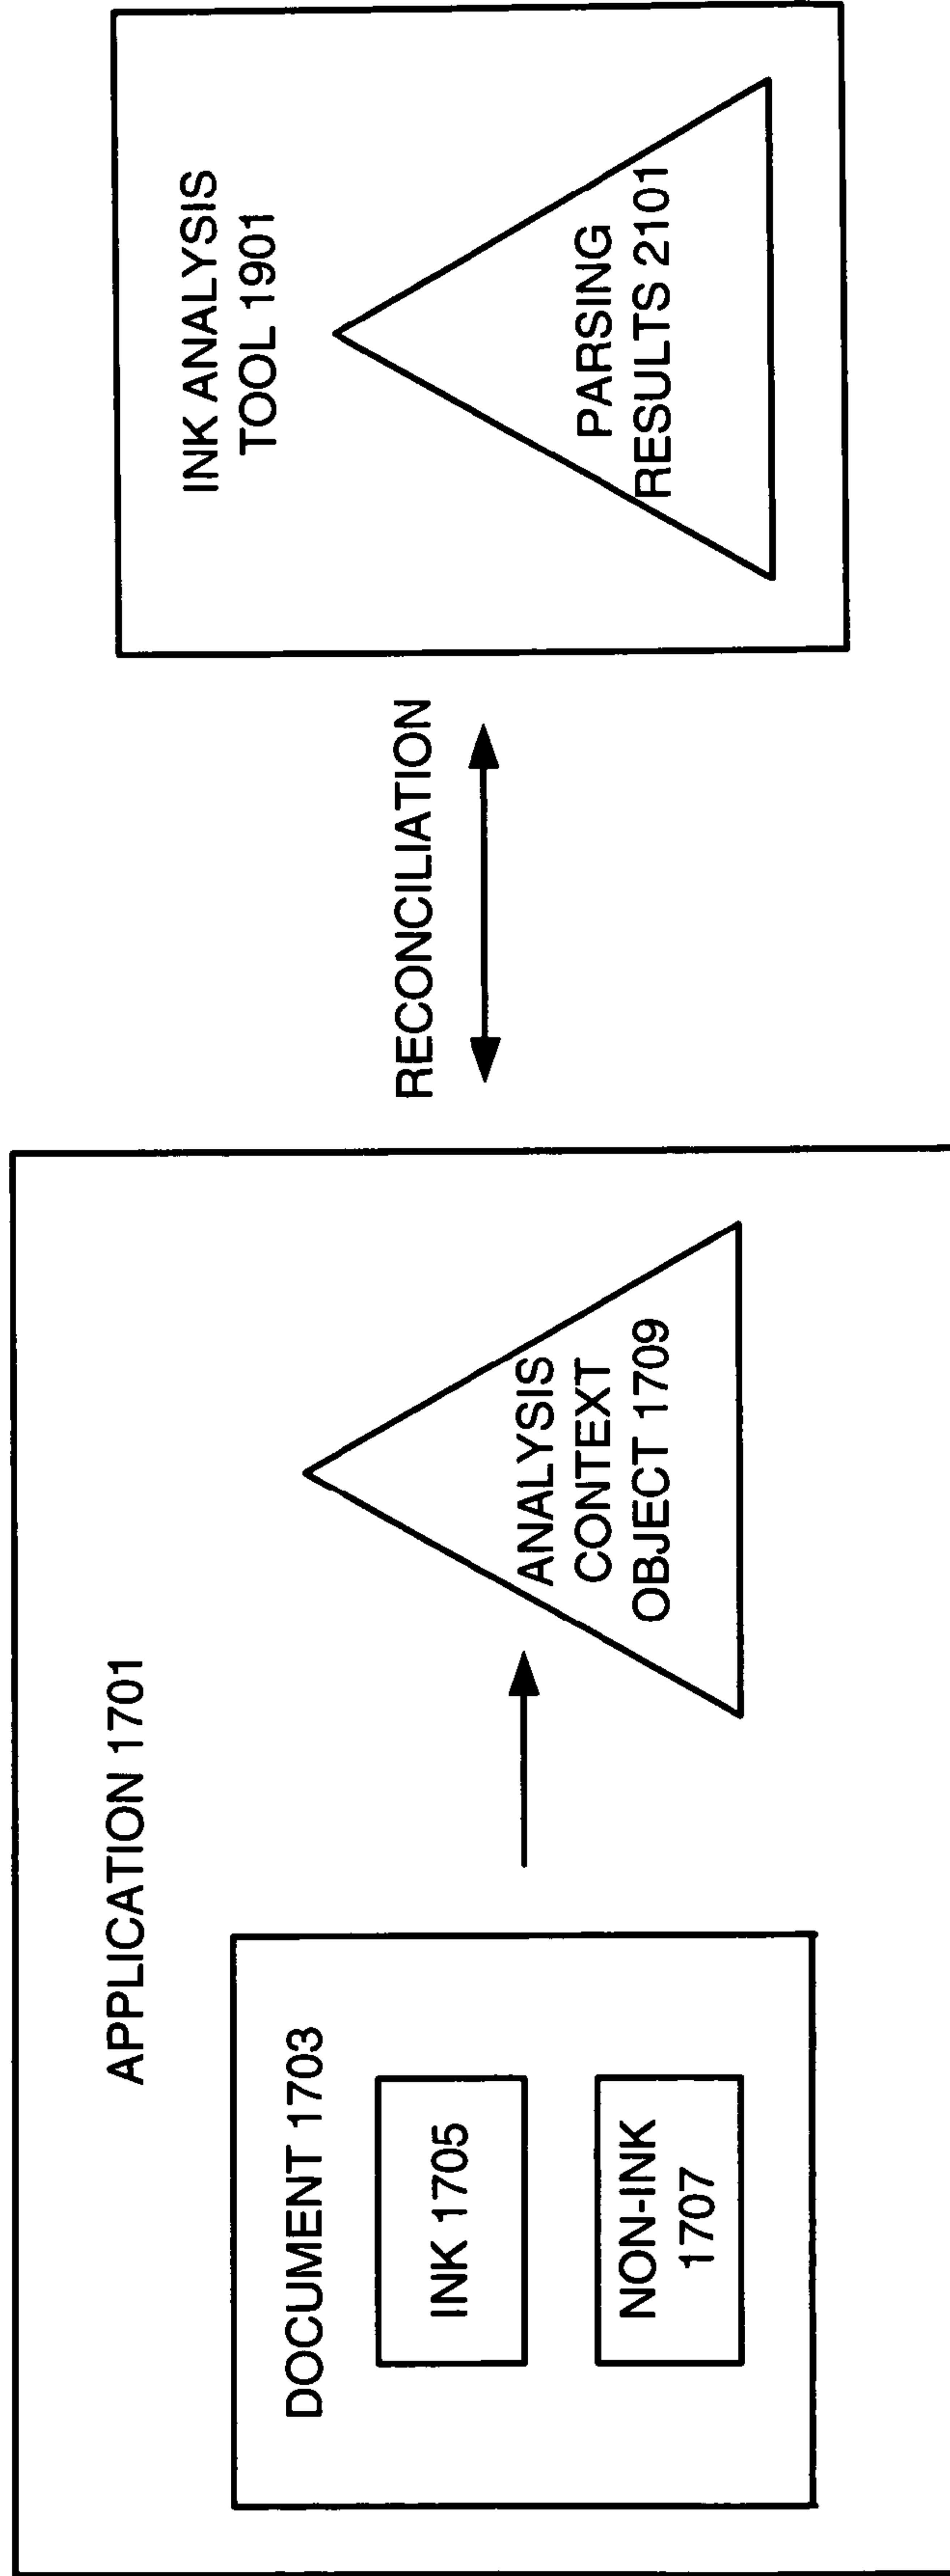 APPLICATION 1701
DOCUMENT 1703
INK 1705
NON-INK
1707
ANALYSIS
CONTEXT
OBJECT 1709
RECONCILIATION
INK ANALYSIS
TOOL 1901
PARSING
RESULTS 2101